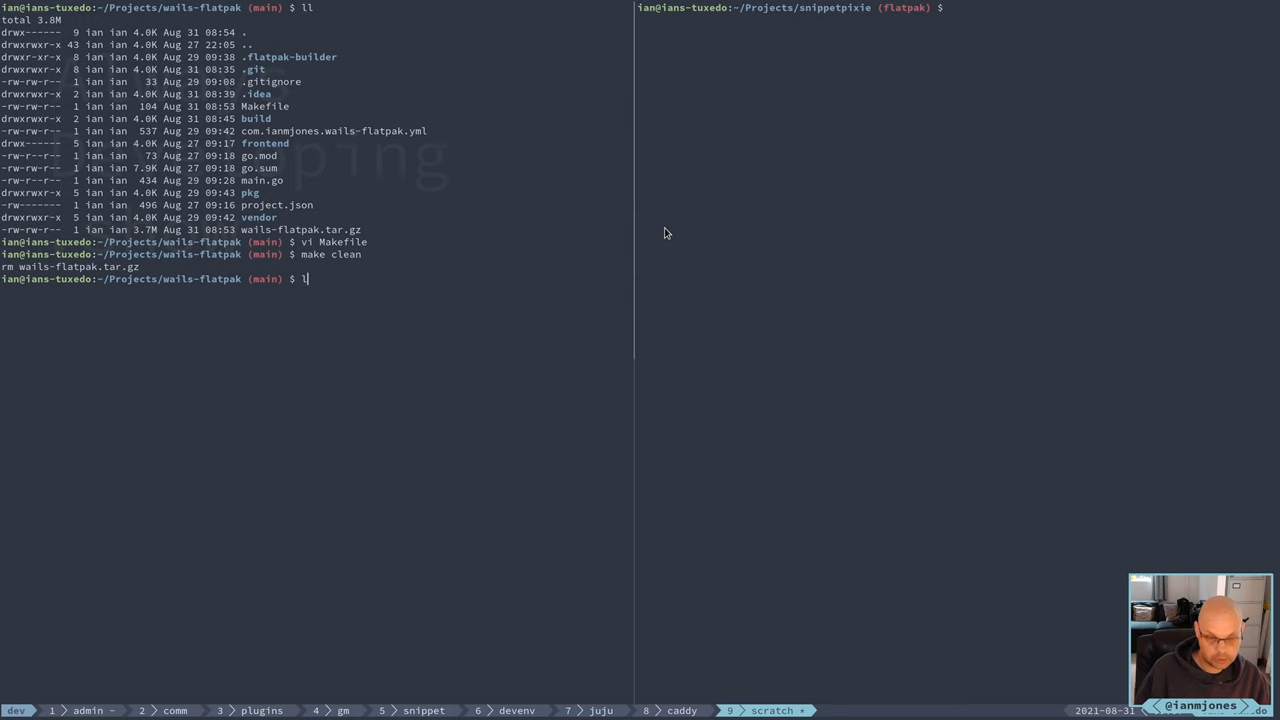 ian@ians-tuxedo:~/Projects/wails-flatpak (main) $ ll
total 3.8M
drwx------  9 ian ian 4.0K Aug 31 08:54 .
drwxrwxr-x 43 ian ian 4.0K Aug 27 22:05 ..
drwxrwxr-x  8 ian ian 4.0K Aug 29 09:38 .flatpak-builder
drwxrwxr-x  8 ian ian 4.0K Aug 31 08:35 .git
-rw-rw-r--  1 ian ian   33 Aug 29 09:08 .gitignore
drwxrwxr-x  2 ian ian 4.0K Aug 31 08:39 .idea
-rw-rw-r--  1 ian ian  104 Aug 31 08:53 Makefile
drwxrwxr-x  2 ian ian 4.0K Aug 31 08:45 build
-rw-rw-r--  1 ian ian  537 Aug 29 09:42 com.ianmjones.wails-flatpak.yml
drwx------  5 ian ian 4.0K Aug 27 09:17 frontend
-rw-r--r--  1 ian ian   73 Aug 27 09:18 go.mod
-rw-rw-r--  1 ian ian 7.9K Aug 27 09:18 go.sum
-rw-rw-r--  1 ian ian  434 Aug 29 09:28 main.go
drwxrwxr-x  5 ian ian 4.0K Aug 29 09:43 pkg
-rw-------  1 ian ian  496 Aug 27 09:16 project.json
drwxrwxr-x  5 ian ian 4.0K Aug 29 09:42 vendor
-rw-rw-r--  1 ian ian 3.7M Aug 31 08:53 wails-flatpak.tar.gz
ian@ians-tuxedo:~/Projects/wails-flatpak (main) $ vi Makefile
ian@ians-tuxedo:~/Projects/wails-flatpak (main) $ make clean
rm wails-flatpak.tar.gz
ian@ians-tuxedo:~/Projects/wails-flatpak (main) $ l
ian@ians-tuxedo:~/Projects/snippetpixie (flatpak) $
dev 1 admin - 2 comm 3 plugins 4 gm 5 snippet 6 devenv 7 juju 8 caddy 9 scratch * 2021-08-31
@ianmjones